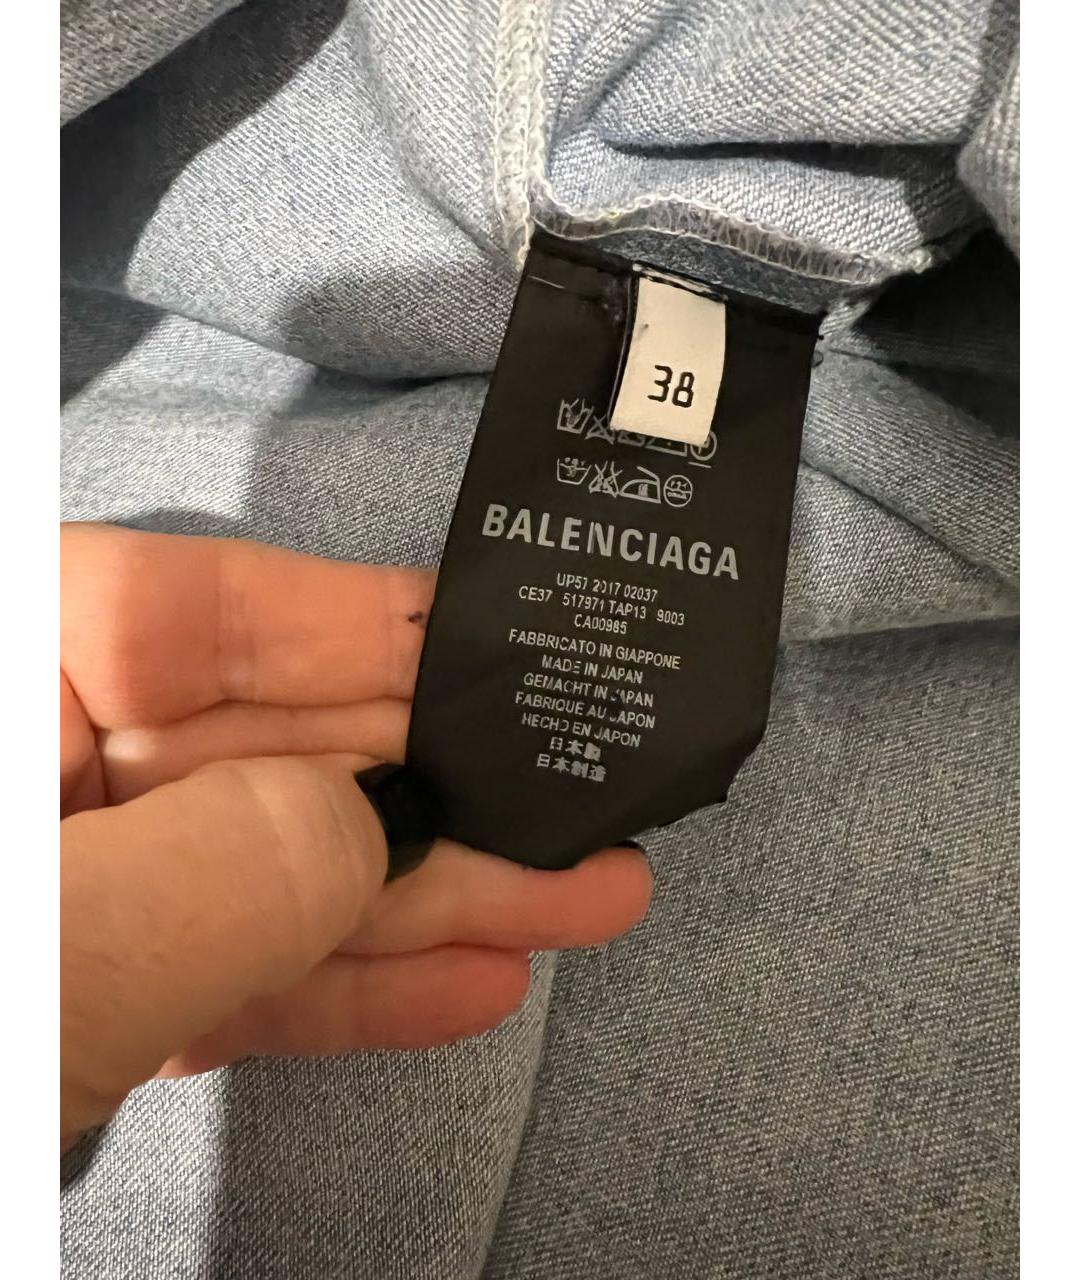 38
BALENCIAGA
UP57 2017 02037
CE37 517971 TAP13 9003
CA00985
FABBRICATO IN GIAPPONE
MADE IN JAPAN
GEMACHT IN JAPAN
FABRIQUE AU JAPON
HECHO EN JAPON
日本製
日本制造